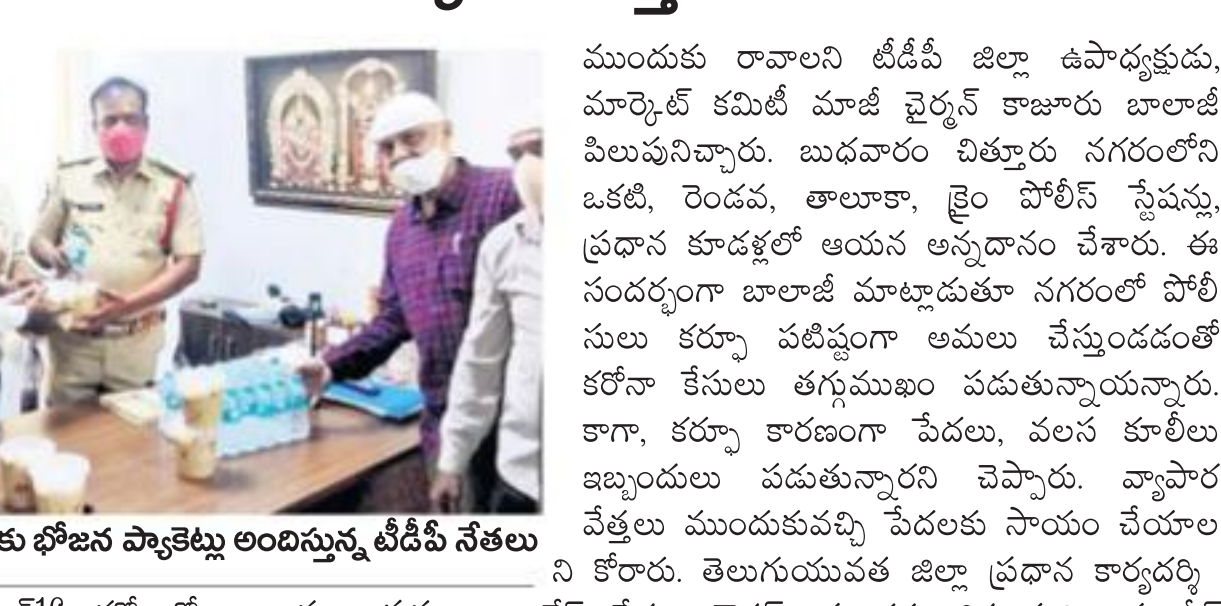 ముందుకు రావాలని టీడీపీ జిల్లా ఉపాధ్యక్షుడు,
మార్కెట్ కమిటీ మాజీ చైర్మన్ కాజూరు బాలాజీ
పిలుపునిచ్చారు. బుధవారం చిత్తూరు నగరంలోని
ఒకటి, రెండవ, తాలూకా, క్రైం పోలీస్ స్టేషన్లు,
ప్రధాన కూడళ్లలో ఆయన అన్నదానం చేశారు. ఈ
సందర్భంగా బాలాజీ మాట్లాడుతూ నగరంలో పోలీ
సులు కర్ఫూ పటిష్టంగా అమలు చేస్తుండడంతో
కరోనా కేసులు తగ్గుముఖం పడుతున్నాయన్నారు.
కాగా, కర్ఫూ కారణంగా పేదలు, వలస కూలీలు
ఇబ్బందులు పడుతున్నారని చెప్పారు. వ్యాపార
వేత్తలు ముందుకువచ్చి పేదలకు సాయం చేయాల
ని కోరారు. తెలుగుయువత జిల్లా ప్రధాన కార్యదర్శి
కు భోజన ప్యాకెట్లు అందిస్తున్న టీడీపీ నేతలు